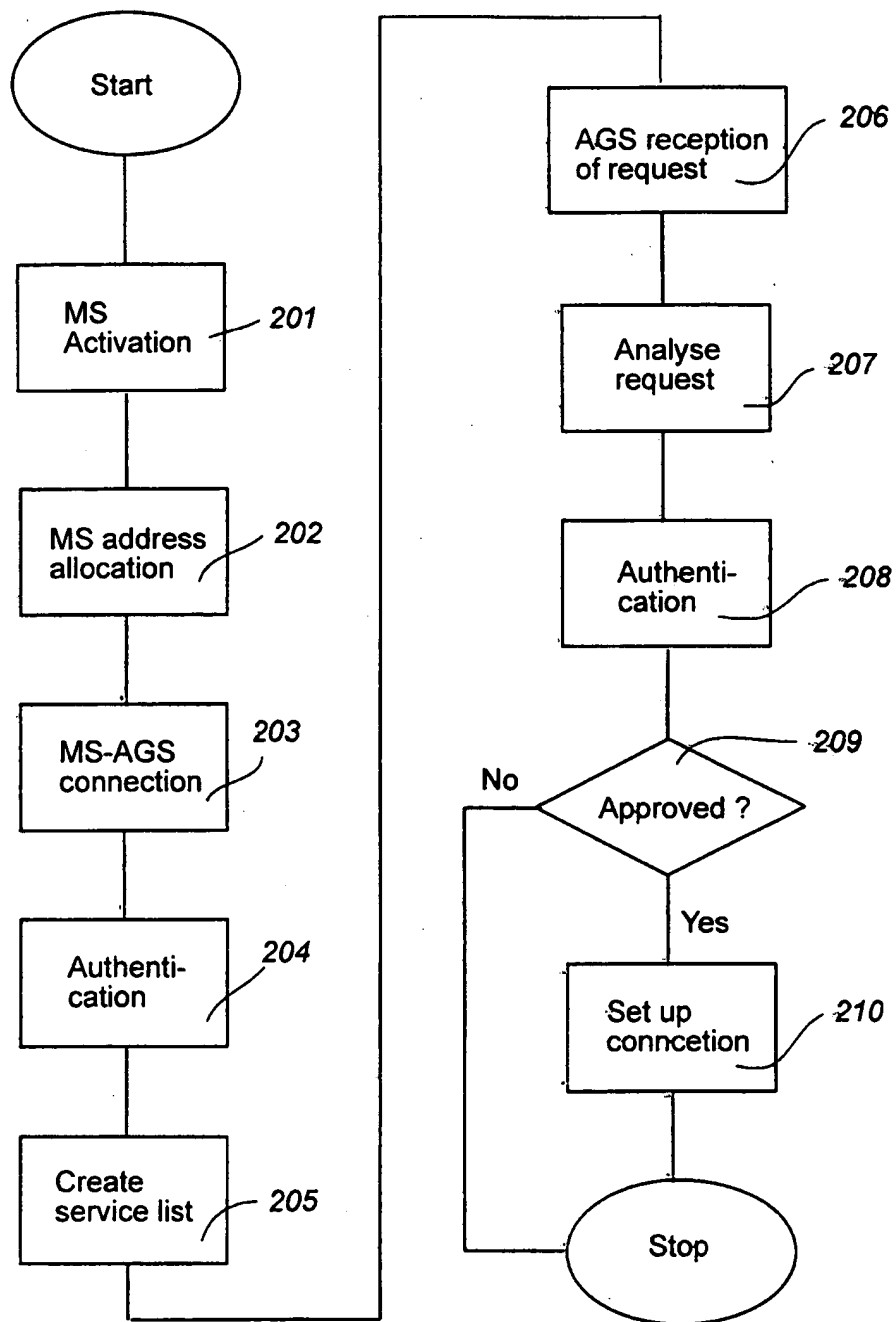 Start
MS
Activation
201
MS address
allocation
202
MS-AGS
connection
203
Authenti-
cation
204
Create
service list
205
AGS reception
of request
206
Analyse
request
207
Authenti-
cation
208
Approved ?
209
No
Yes
Set up
conncetion
210
Stop